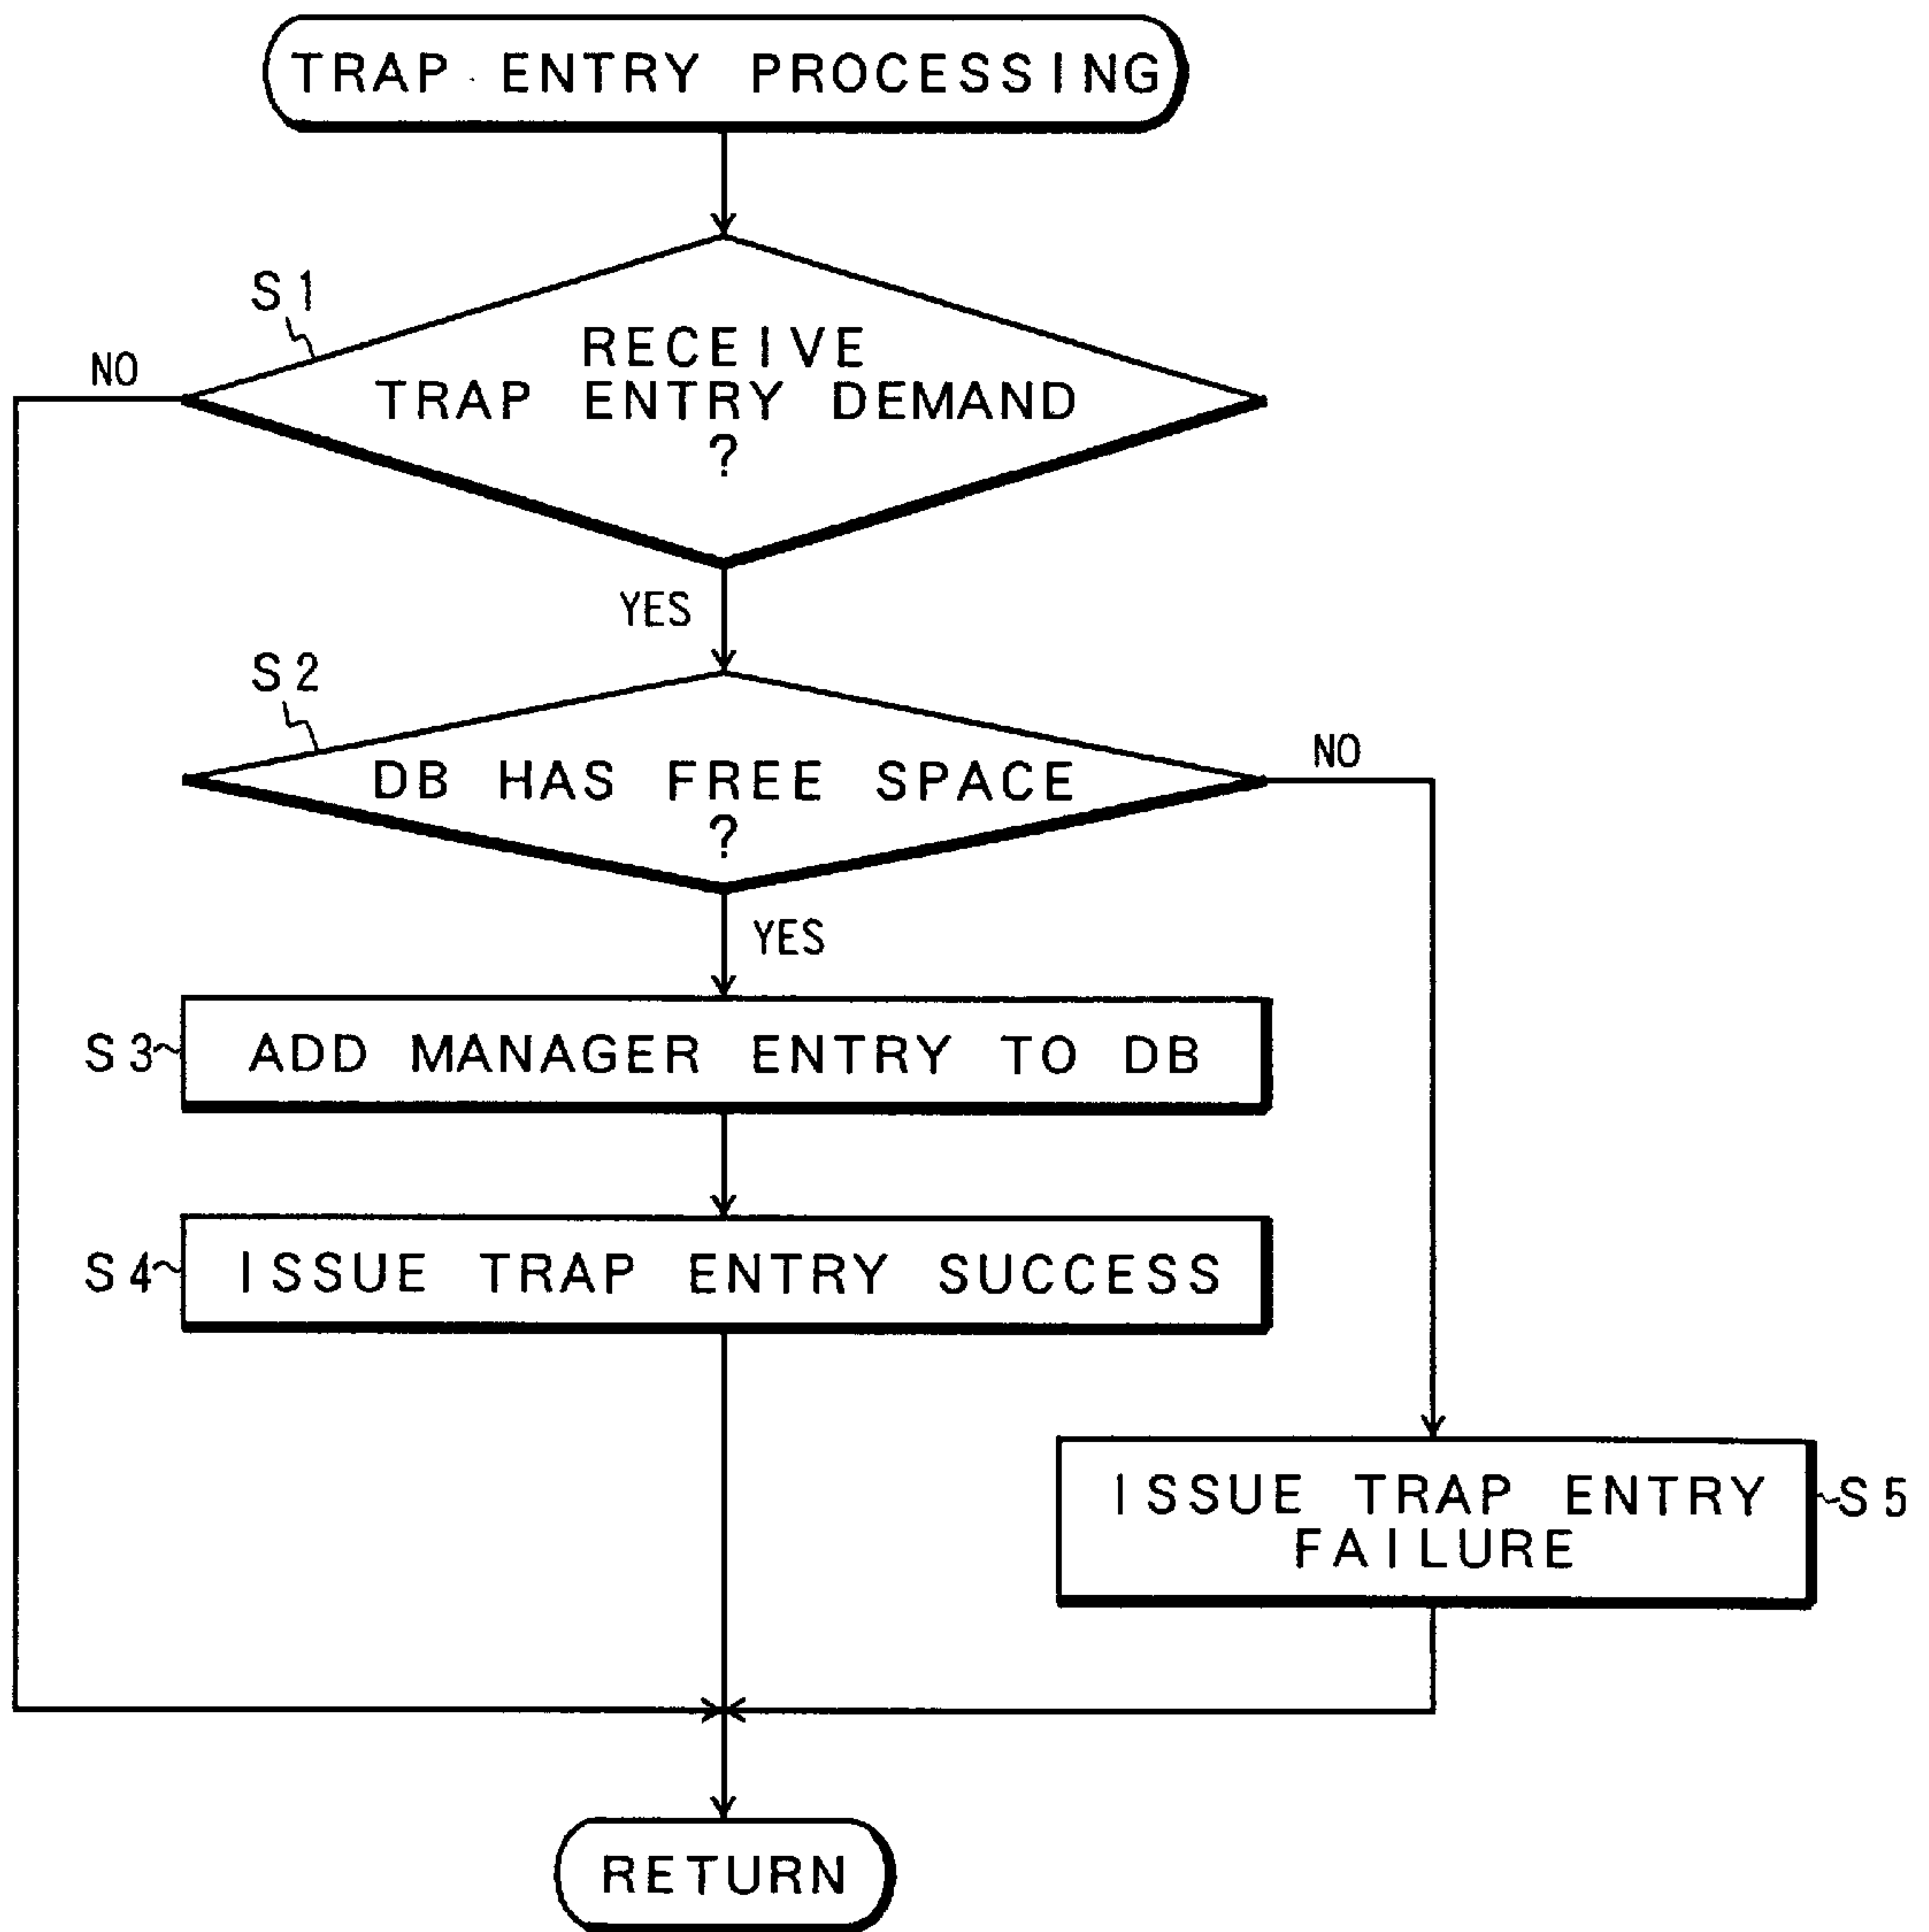 TRAP ENTRY PROCESSING
S1
NO
RECEIVE
TRAP ENTRY DEMAND
?
YES
S2
NO
DB HAS FREE SPACE
?
YES
S3
ADD MANAGER ENTRY TO DB
S4
ISSUE TRAP ENTRY SUCCESS
ISSUE TRAP ENTRY
FAILURE
S5
RETURN